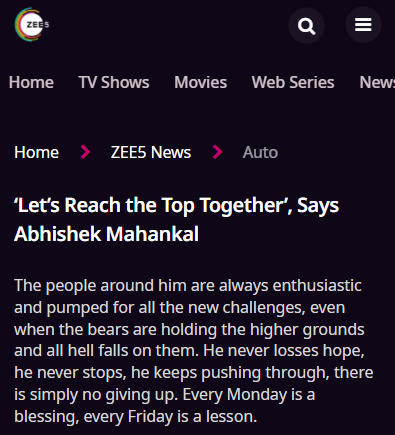 ZEE5
Home TV Shows Movies Web Series News
Home > ZEE5 News > Auto
‘Let’s Reach the Top Together’, Says
Abhishek Mahankal
The people around him are always enthusiastic
and pumped for all the new challenges, even
when the bears are holding the higher grounds
and all hell falls on them. He never losses hope,
he never stops, he keeps pushing through, there
is simply no giving up. Every Monday is a
blessing, every Friday is a lesson.